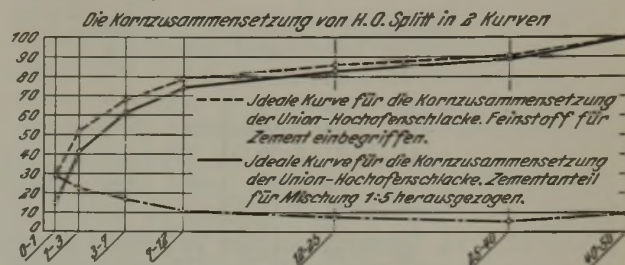 Die Kornzusammensetzung von H.O. Splitt in 2 Kurven
100
90
80
70
60
50
40
30
20
10
0
Jdeale Kurve für die Kornzusammensetzung
der Union-Hochofenschlacke. Feinstoff für
Zement einbegriffen.
Jdeale Kurve für die Kornzusammensetzung
der Union-Hochofenschlacke. Zementanteil
für Mischung 1:5 herausgezogen.
0-1
1-3
3-7
7-12
12-25
25-40
40-50